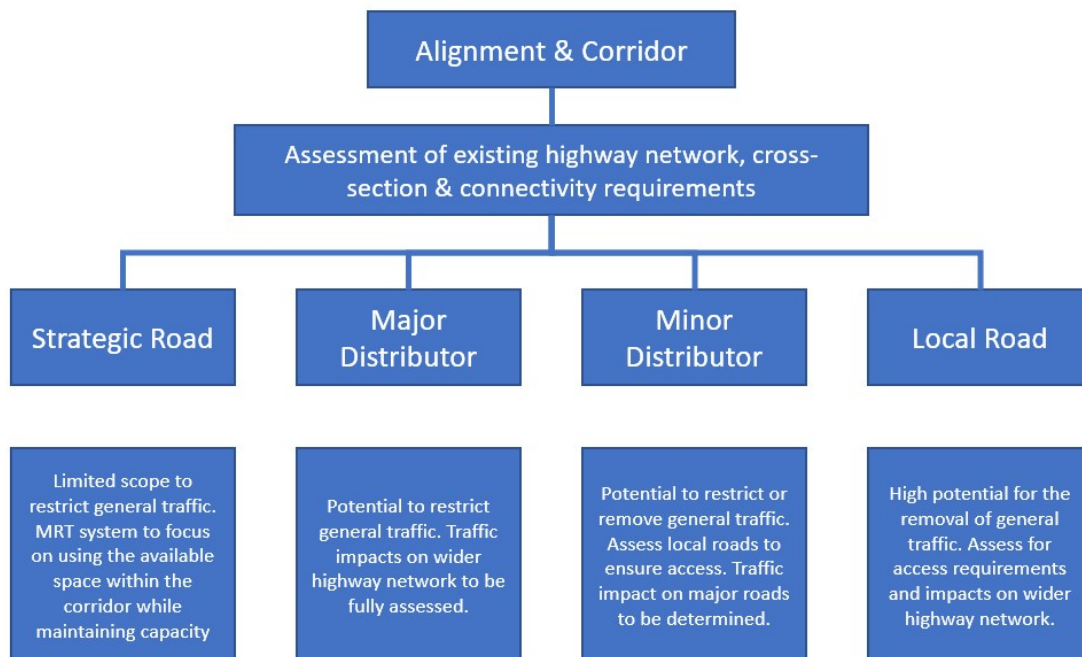 Alignment & Corridor
Assessment of existing highway network, cross-
section & connectivity requirements
Strategic Road
Major
Distributor
Minor
Distributor
Local Road
Limited scope to
restrict general traffic.
MRT system to focus
on using the available
space within the
corridor while
maintaining capacity
Potential to restrict
general traffic. Traffic
impacts on wider
highway network to be
fully assessed.
Potential to restrict or
remove general traffic.
Assess local roads to
ensure access. Traffic
impact on major roads
to be determined.
High potential for the
removal of general
traffic. Assess for
access requirements
and impacts on wider
highway network.